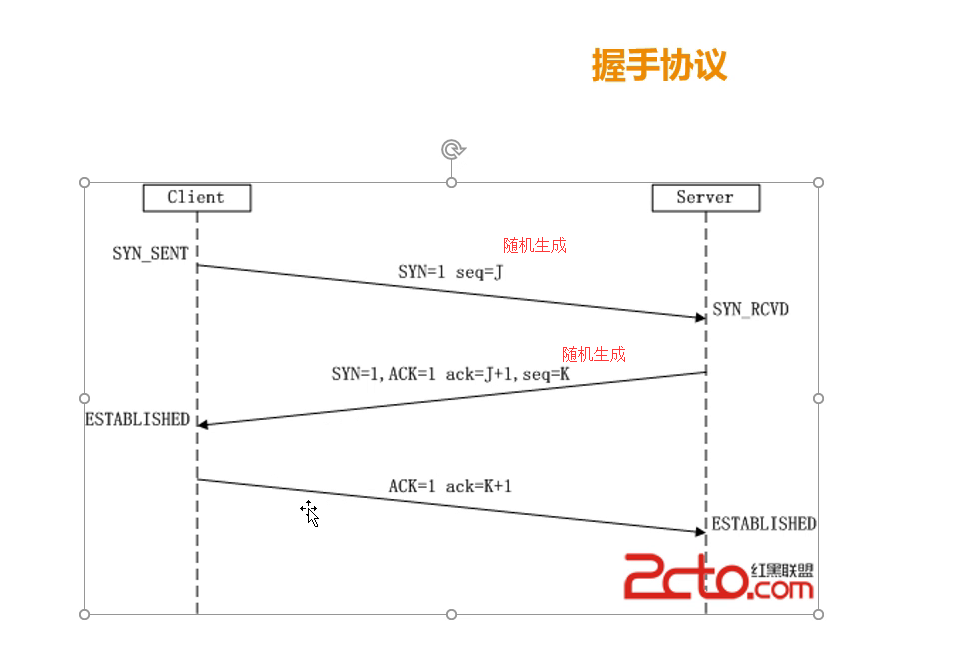 握手协议
Client
Server
SYN_SENT
随机生成
SYN=1 seq=J
SYN_RCVD
随机生成
SYN=1,ACK=1 ack=J+1,seq=K
ESTABLISHED
ACK=1 ack=K+1
ESTABLISHED
2cto.com
红黑联盟